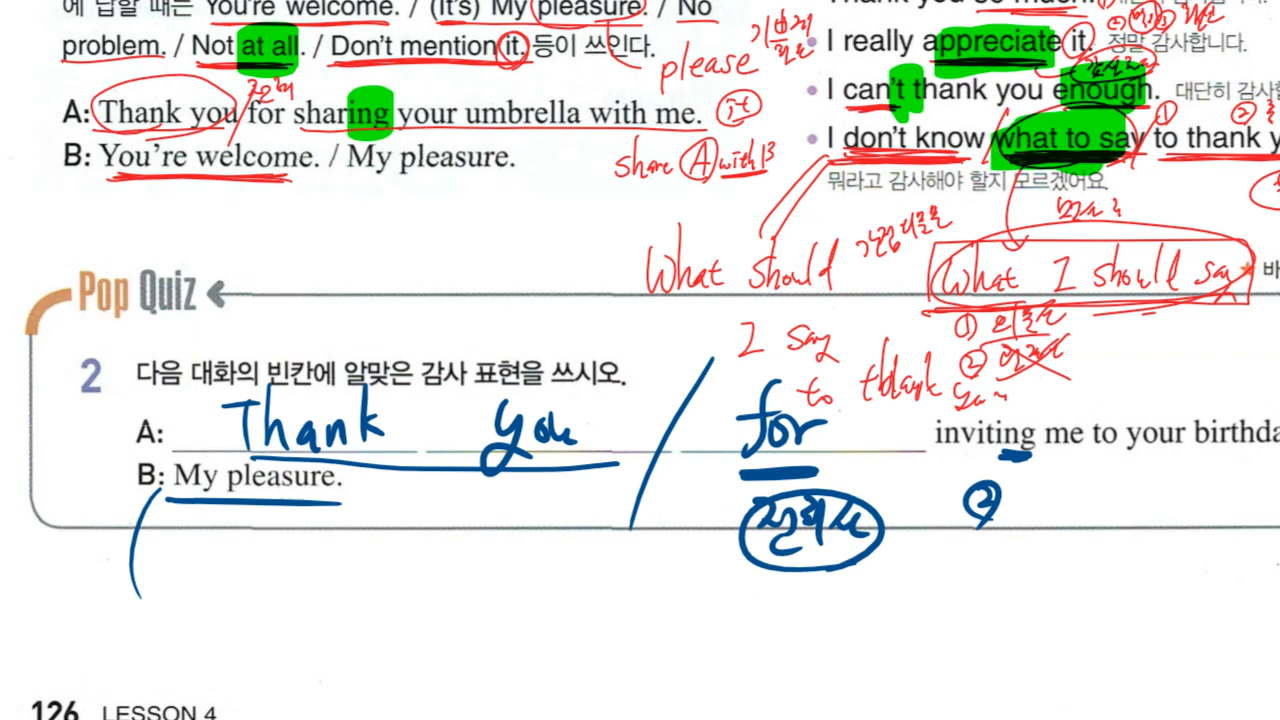 에 답할 때는 You're welcome. / (It's) My pleasure. / No
problem. / Not at all. / Don't mention it. 등이 쓰인다.
please
A: Thank you for sharing your umbrella with me.
B: You're welcome. / My pleasure.
share A with B
I really appreciate it. 정말 감사합니다.
I can't thank you enough. 대단히 감사
I don't know what to say to thank y
뭐라고 감사해야 할지 모르겠어요.
What should
I say
to thank you
What I should say
Pop Quiz
2 다음 대화의 빈칸에 알맞은 감사 표현을 쓰시오.
A: Thank you for inviting me to your birthda
B: My pleasure.
전치사
②
126 LESSON 4